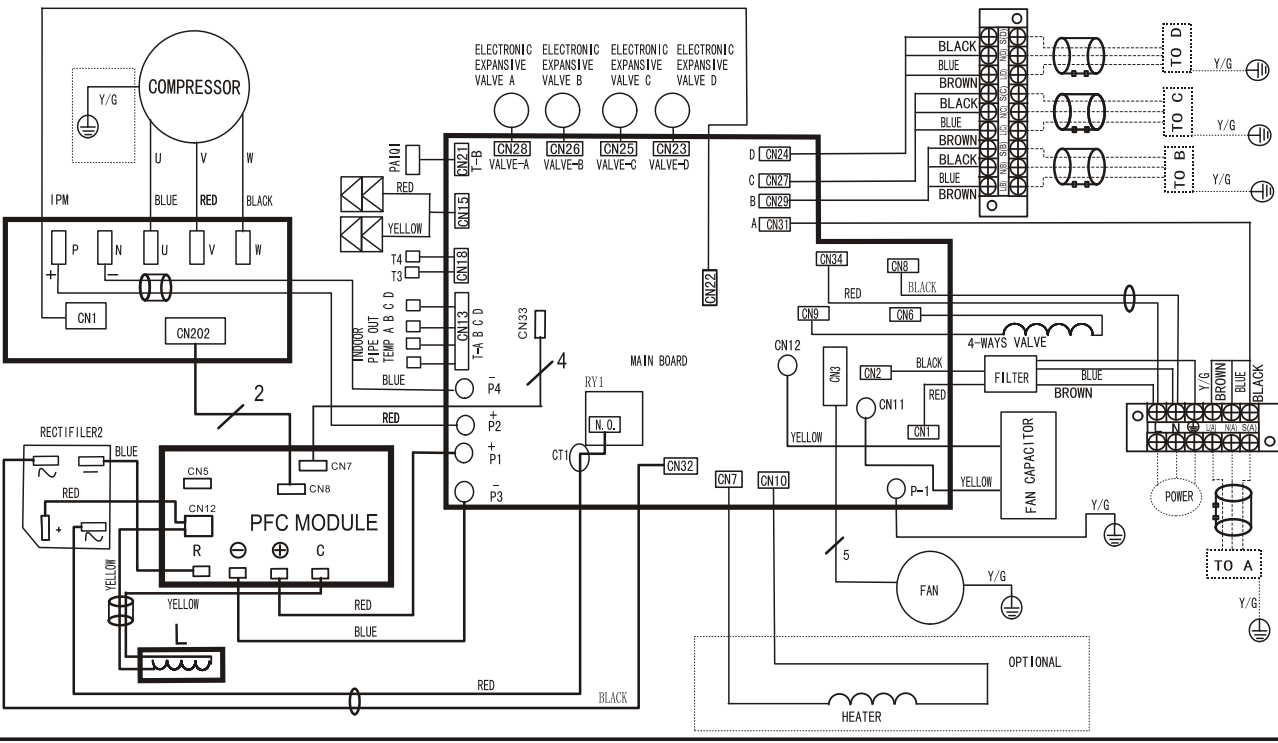 ELECTRONIC EXPANSIVE VALVE A
ELECTRONIC EXPANSIVE VALVE B
ELECTRONIC EXPANSIVE VALVE C
ELECTRONIC EXPANSIVE VALVE D
COMPRESSOR
Y/G
U
V
W
BLUE
RED
BLACK
IPM
P
N
U
V
W
+
−
CN1
CN202
2
PAIQI
CN21
T-B
RED
YELLOW
CN15
T4
T3
CN18
INDOOR PIPE OUT TEMP A B C D
CN13
T-A B C D
CN28
VALVE-A
CN26
VALVE-B
CN25
VALVE-C
CN23
VALVE-D
CN22
CN33
4
MAIN BOARD
BLUE
−
P4
RED
+
P2
+
P1
−
P3
RY1
N.O.
CT1
CN32
D CN24
C CN27
B CN29
A CN31
BLACK
BLUE
BROWN
BLACK
BLUE
BROWN
BLACK
BLUE
BROWN
S(D)
N(D)
L(D)
S(C)
N(C)
L(C)
S(B)
N(B)
L(B)
TO D
Y/G
TO C
Y/G
TO B
Y/G
CN34
CN8
RED
BLACK
CN9
CN6
4-WAYS VALVE
CN12
CN3
CN2
BLACK
FILTER
BLUE
BROWN
CN11
RED
CN1
YELLOW
YELLOW
FAN CAPACITOR
Y/G
BROWN
BLUE
BLACK
L
N
L(A)
N(A)
S(A)
POWER
TO A
Y/G
CN7
CN10
P-1
Y/G
5
FAN
Y/G
OPTIONAL
HEATER
RECTIFILER2
BLUE
RED
+
CN5
CN7
CN8
CN12
PFC MODULE
R
C
YELLOW
YELLOW
L
RED
BLUE
RED
BLACK